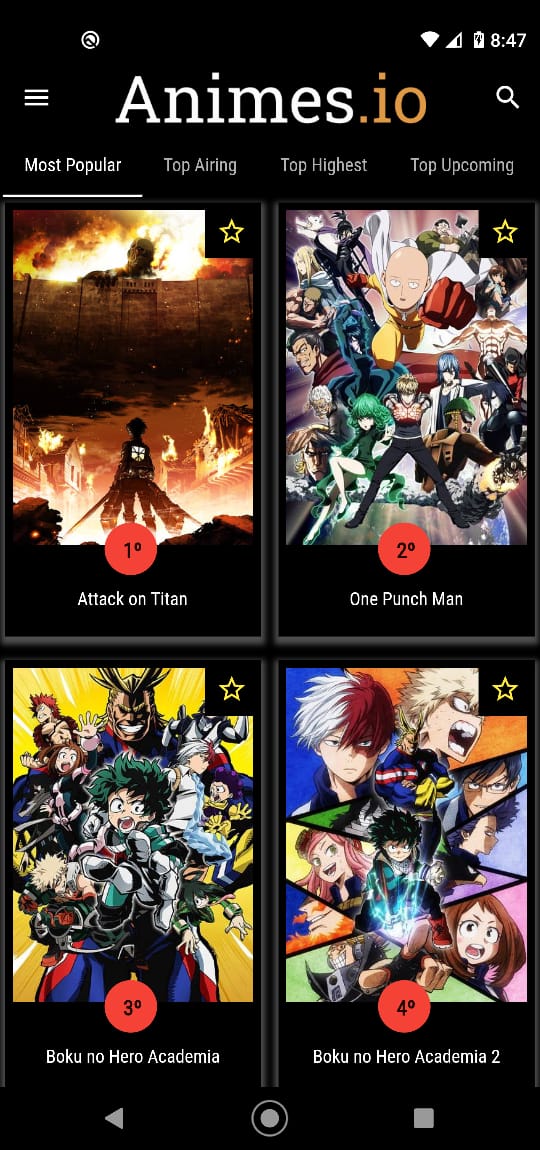 8:47
Animes.io
Most Popular Top Airing Top Highest Top Upcoming
1º 2º
Attack on Titan One Punch Man
3º 4º
Boku no Hero Academia Boku no Hero Academia 2